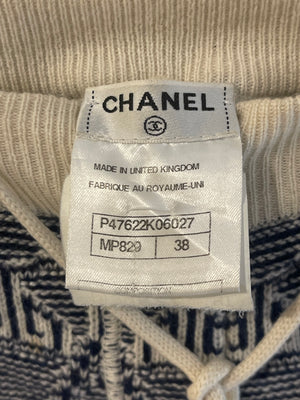 CHANEL
MADE IN UNITED KINGDOM
FABRIQUE AU ROYAUME-UNI
P47622K06027
MP829 38